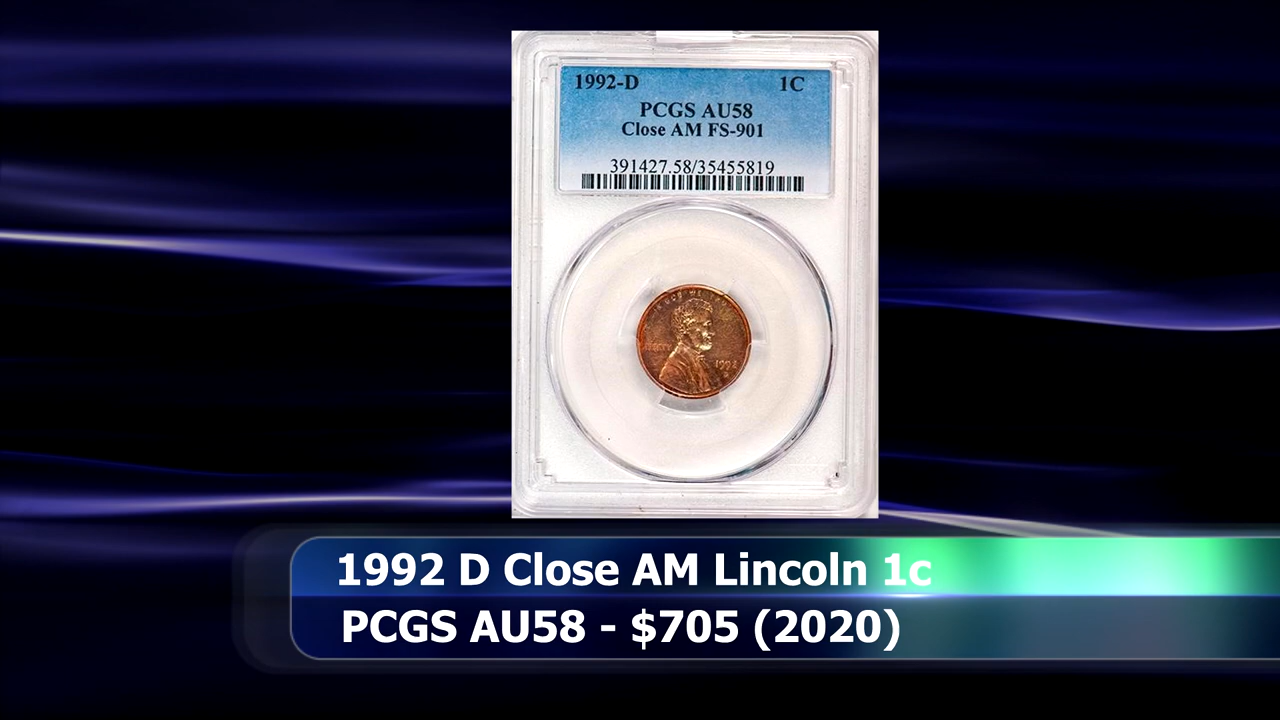 1992-D 1C
PCGS AU58
Close AM FS-901
391427.58/35455819
1992
1992 D Close AM Lincoln 1c
PCGS AU58 - $705 (2020)